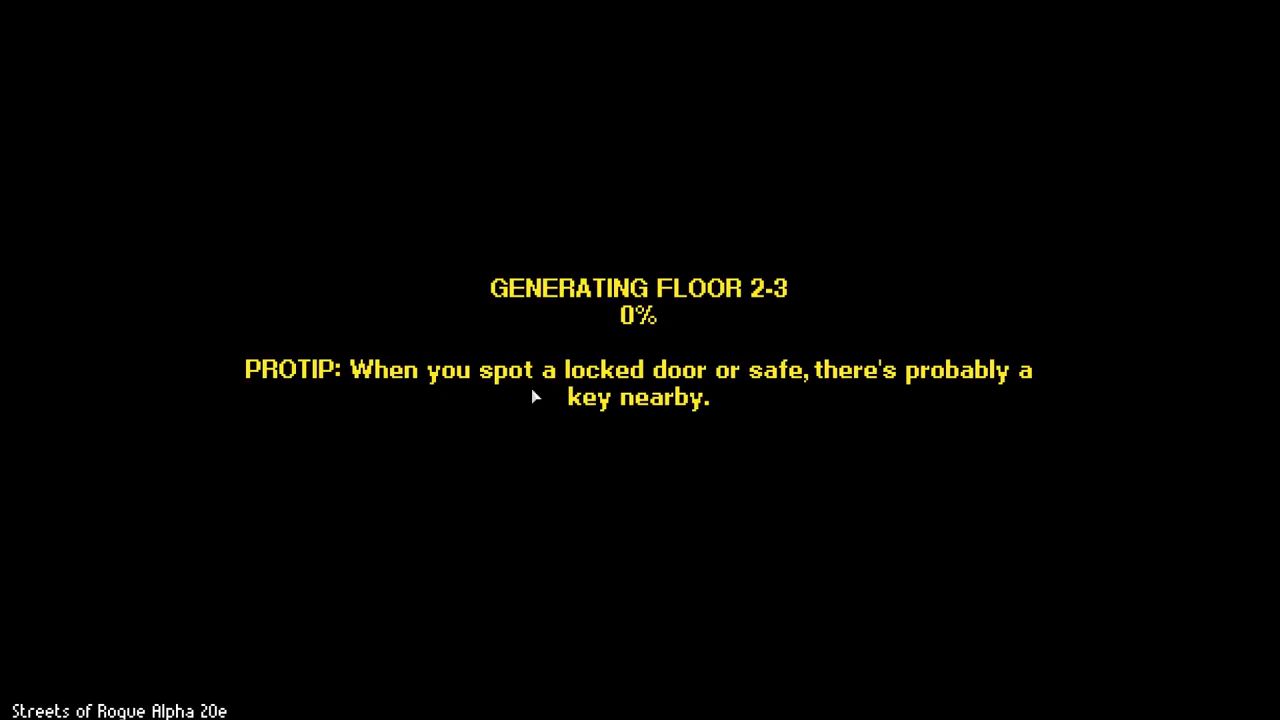 GENERATING FLOOR 2-3
0%
PROTIP: When you spot a locked door or safe, there's probably a
key nearby.
Streets of Rogue Alpha 20e